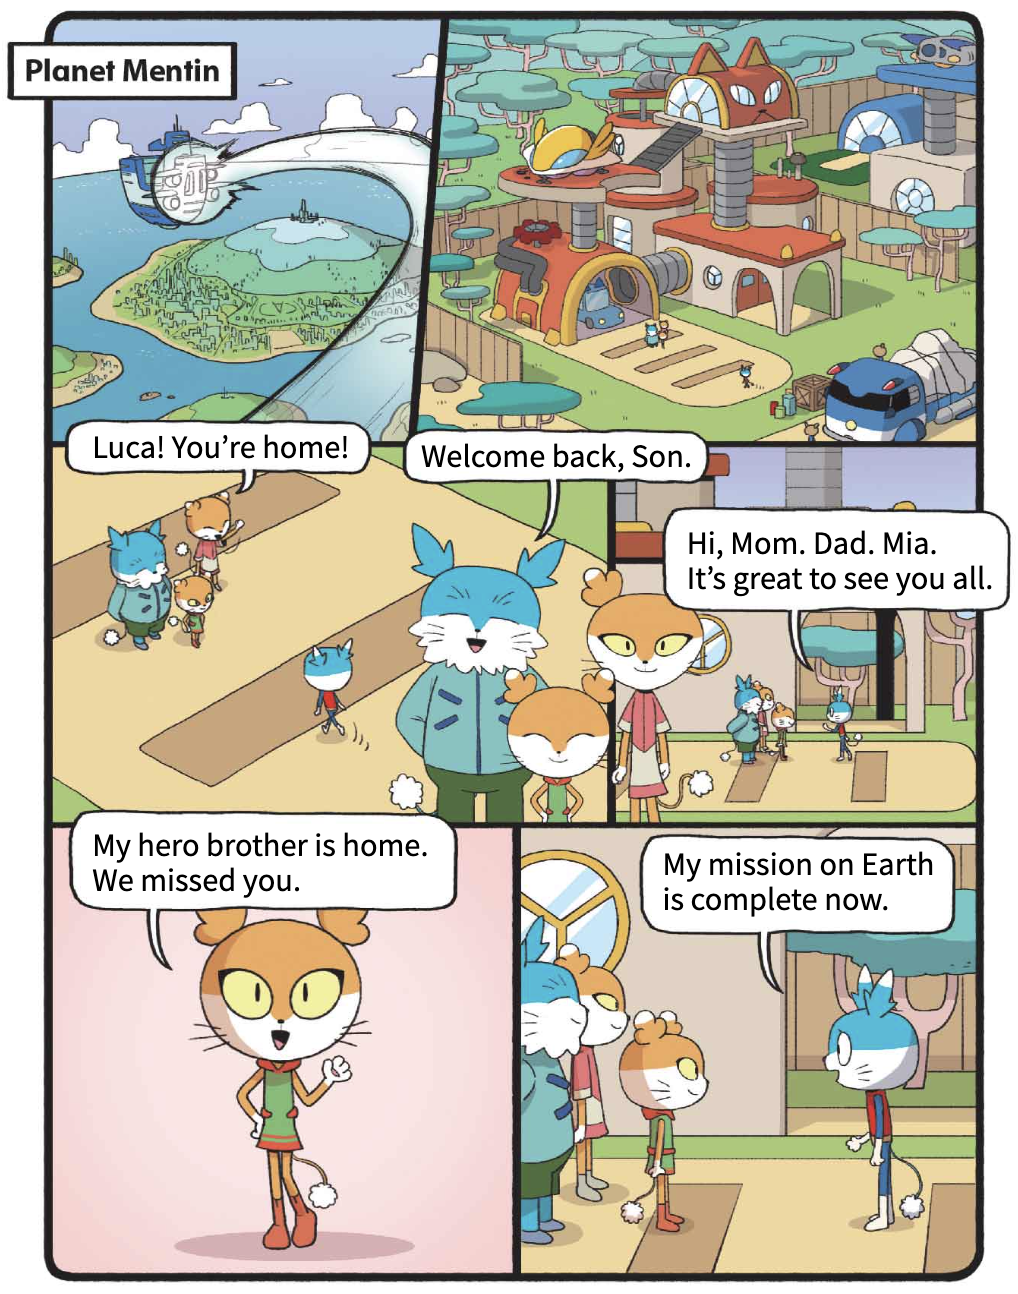 Planet Mentin
Luca! You're home!
Welcome back, Son.
Hi, Mom. Dad. Mia.
It's great to see you all.
My hero brother is home.
We missed you.
My mission on Earth
is complete now.